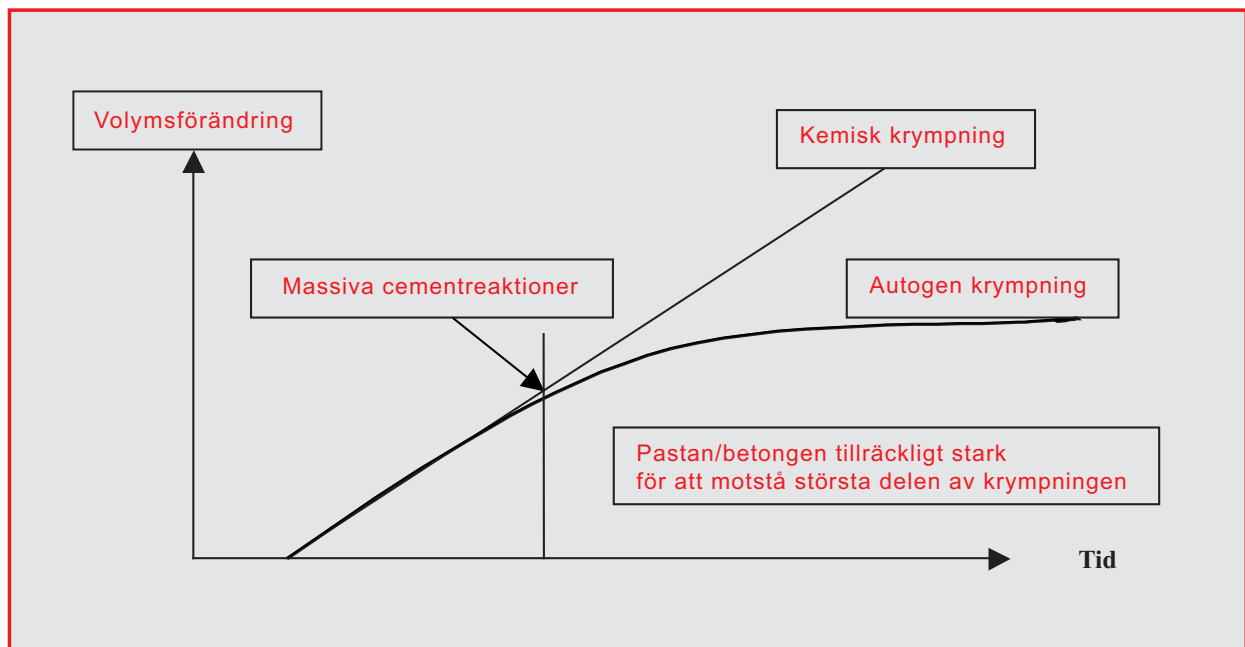 Volymsförändring
Kemisk krympning
Massiva cementreaktioner
Autogen krympning
Pastan/betongen tillräckligt stark
för att motstå största delen av krympningen
Tid